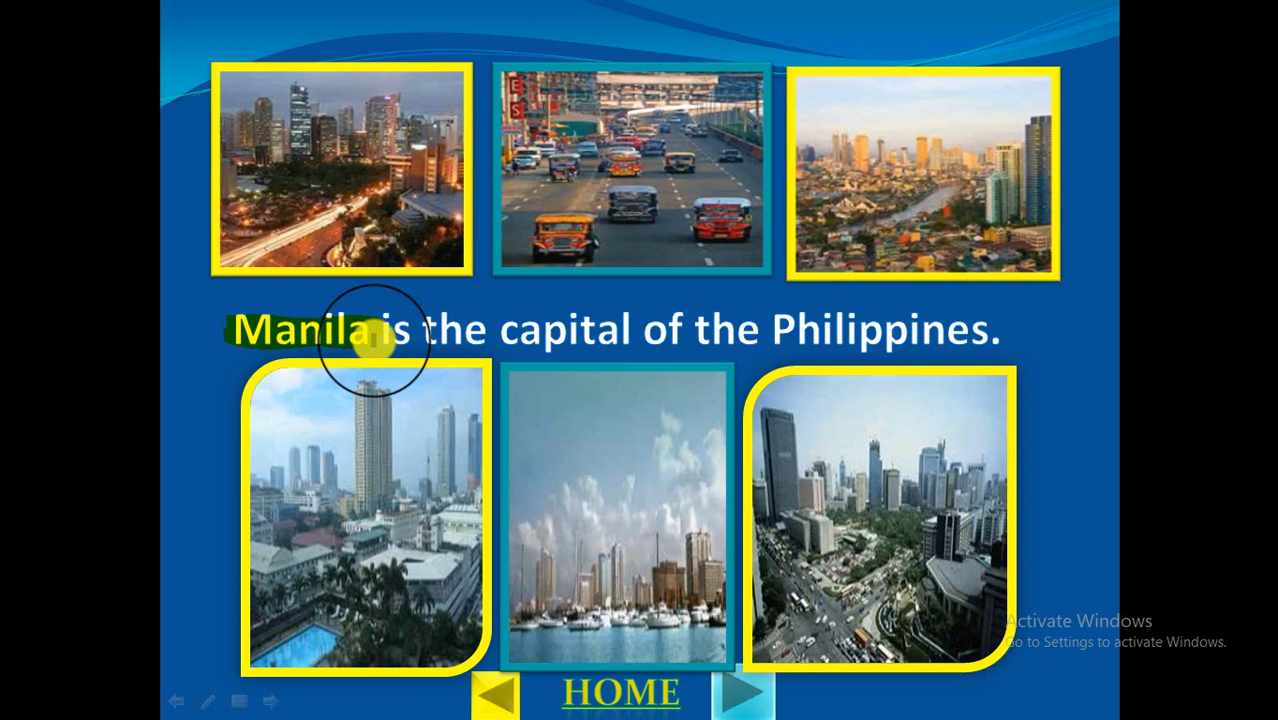 E
S
Manila is the capital of the Philippines.
Activate Windows
Go to Settings to activate Windows.
HOME